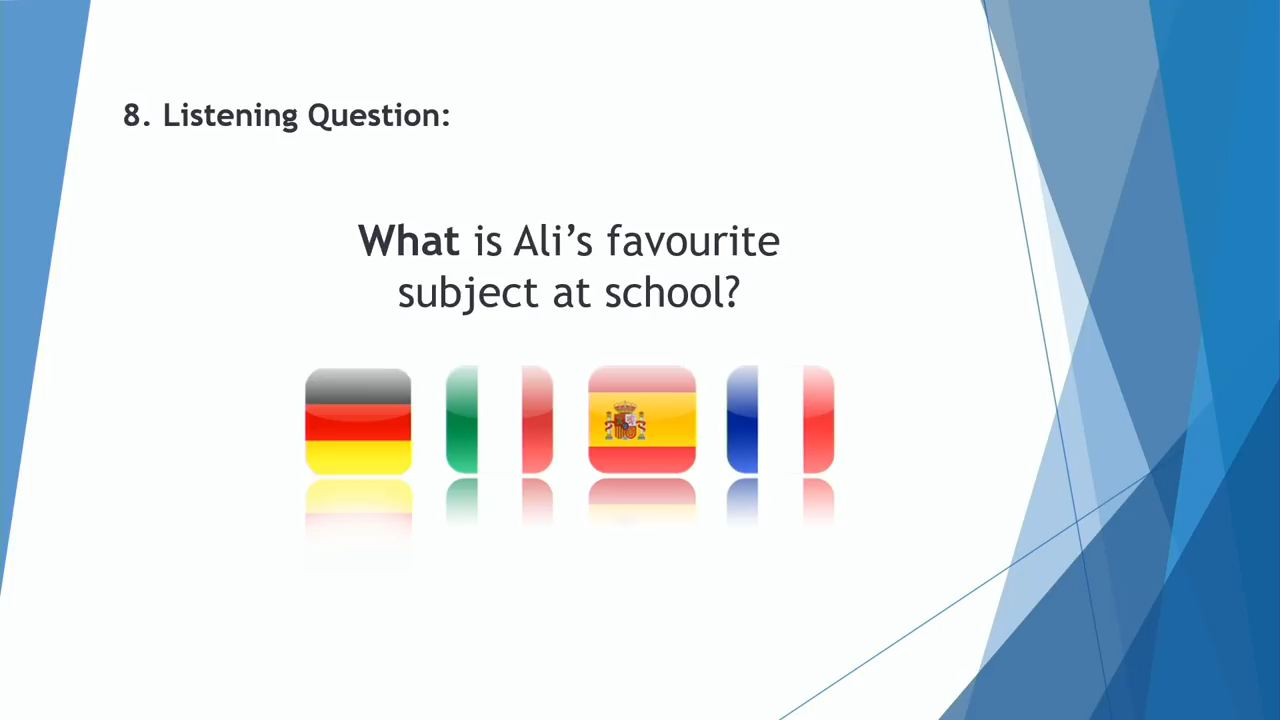 8. Listening Question:
What is Ali’s favourite
subject at school?